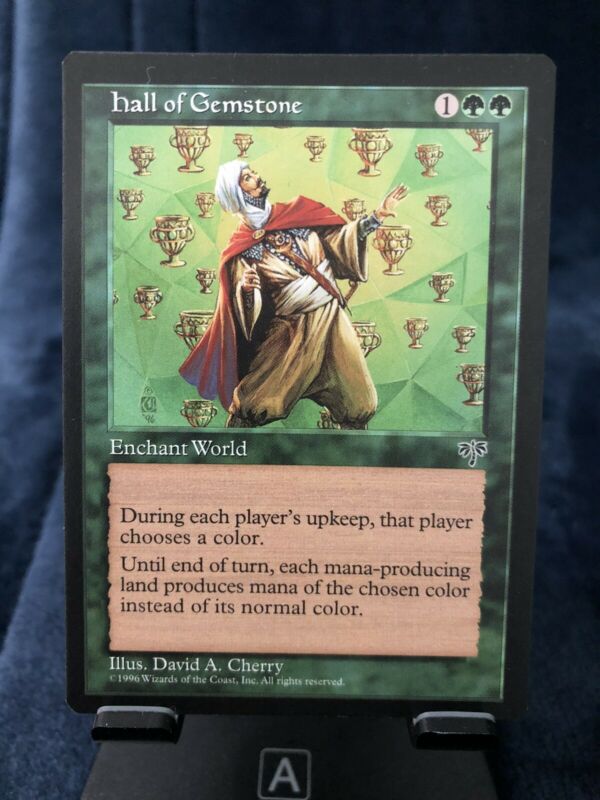 Hall of Gemstone
1
'96
Enchant World
During each player's upkeep, that player
chooses a color.
Until end of turn, each mana-producing
land produces mana of the chosen color
instead of its normal color.
Illus. David A. Cherry
©1996 Wizards of the Coast, Inc. All rights reserved.
A